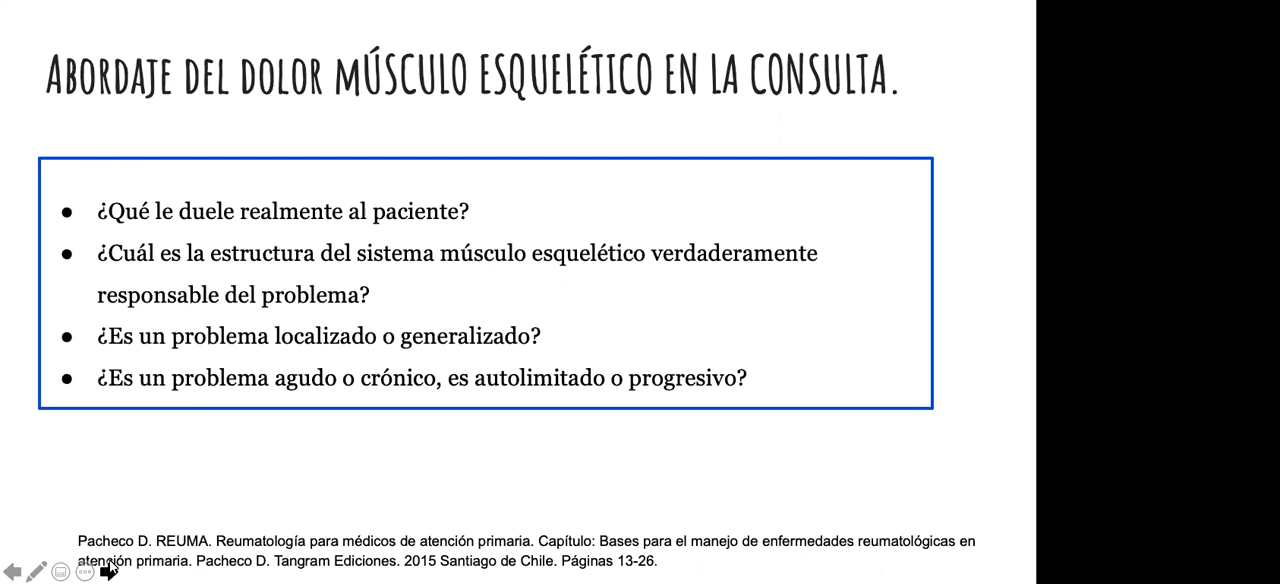 ABORDAJE DEL DOLOR MÚSCULO ESQUELÉTICO EN LA CONSULTA.
● ¿Qué le duele realmente al paciente?
● ¿Cuál es la estructura del sistema músculo esquelético verdaderamente
responsable del problema?
● ¿Es un problema localizado o generalizado?
● ¿Es un problema agudo o crónico, es autolimitado o progresivo?
Pacheco D. REUMA. Reumatología para médicos de atención primaria. Capítulo: Bases para el manejo de enfermedades reumatológicas en
atención primaria. Pacheco D. Tangram Ediciones. 2015 Santiago de Chile. Páginas 13-26.